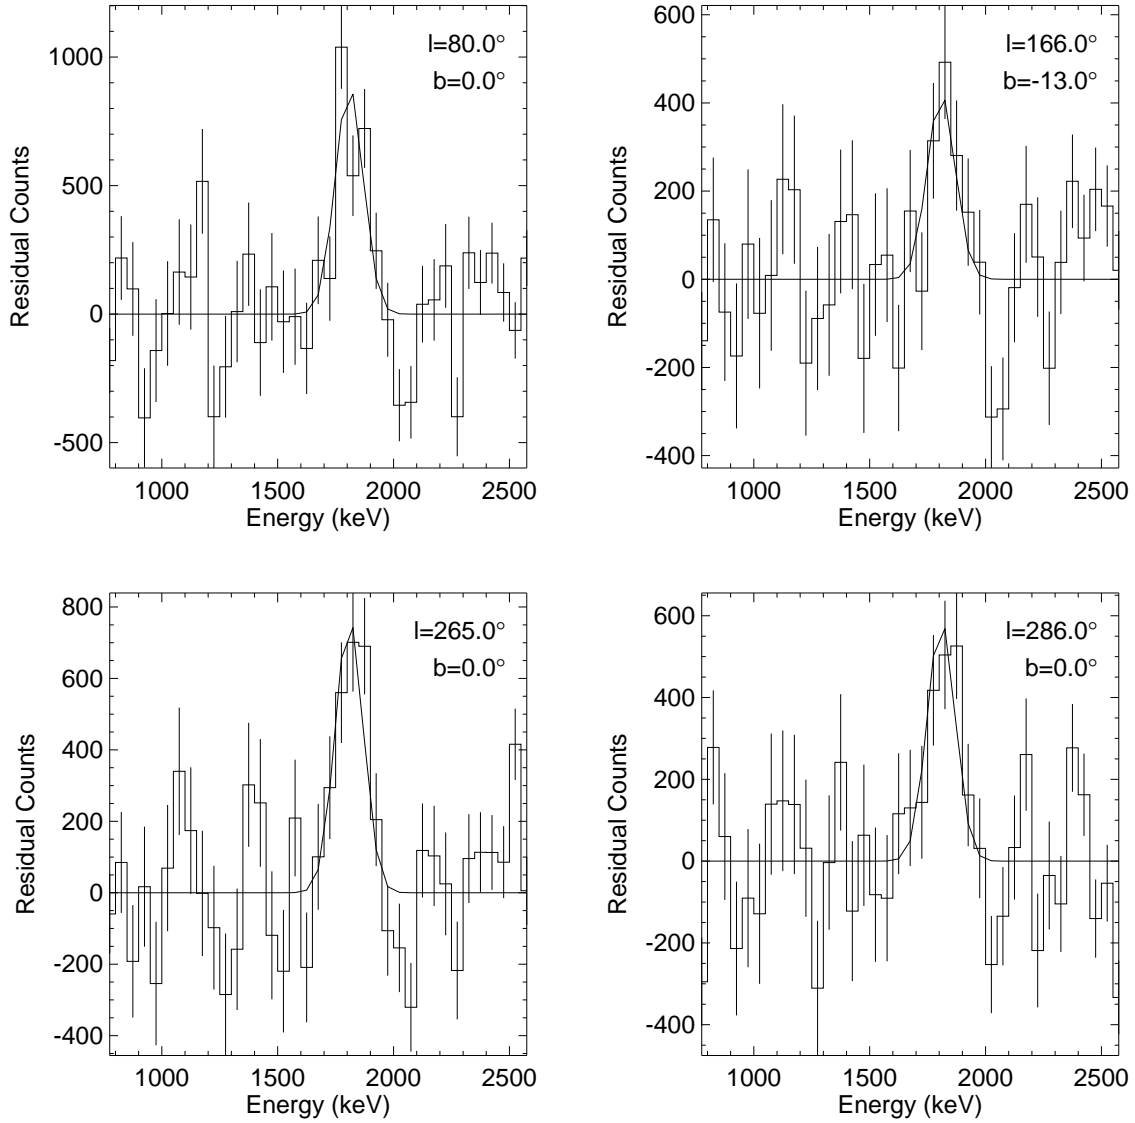 l=80.0°
b=0.0°
1000
500
0
-500
Residual Counts
1000 1500 2000 2500
Energy (keV)
l=166.0°
b=-13.0°
600
400
200
0
-200
-400
Residual Counts
1000 1500 2000 2500
Energy (keV)
l=265.0°
b=0.0°
800
600
400
200
0
-200
-400
Residual Counts
1000 1500 2000 2500
Energy (keV)
l=286.0°
b=0.0°
600
400
200
0
-200
-400
Residual Counts
1000 1500 2000 2500
Energy (keV)